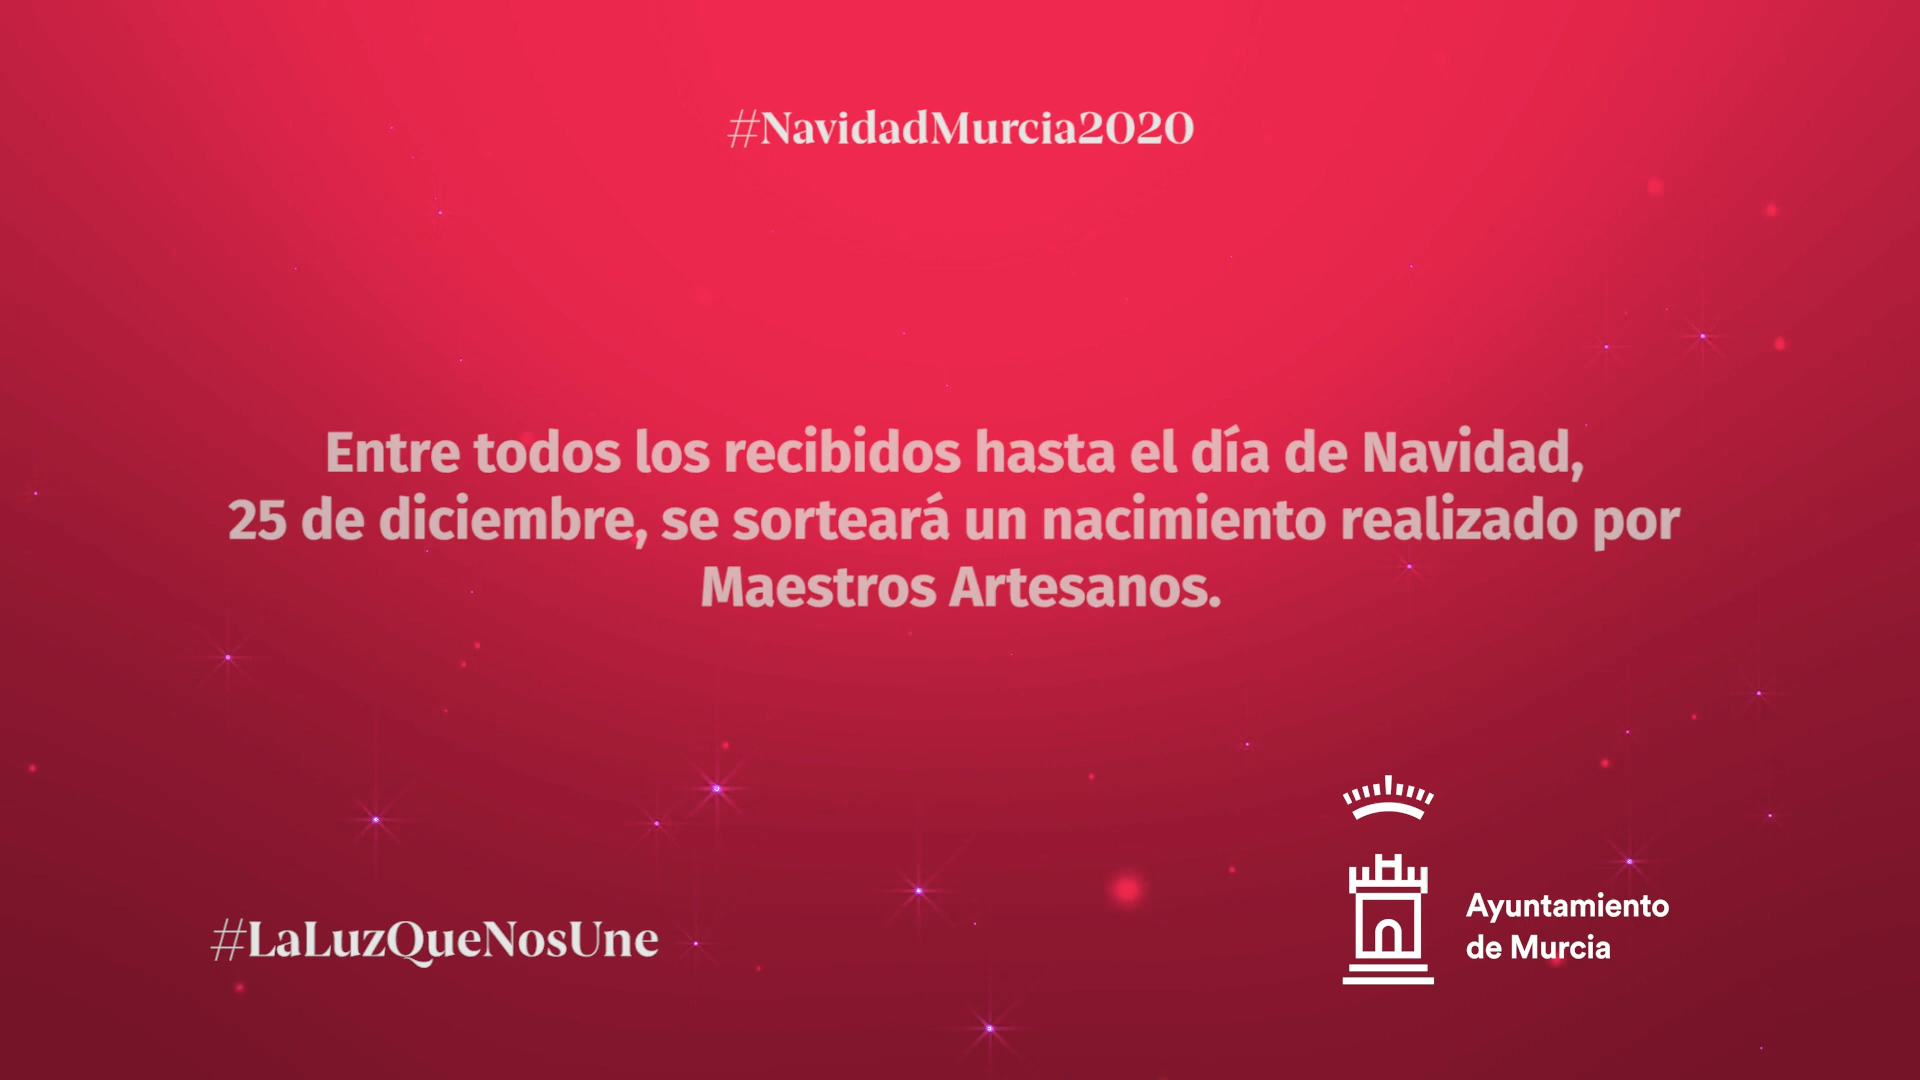 #NavidadMurcia2020
Entre todos los recibidos hasta el día de Navidad,
25 de diciembre, se sorteará un nacimiento realizado por
Maestros Artesanos.
#LaLuzQueNosUne
Ayuntamiento
de Murcia